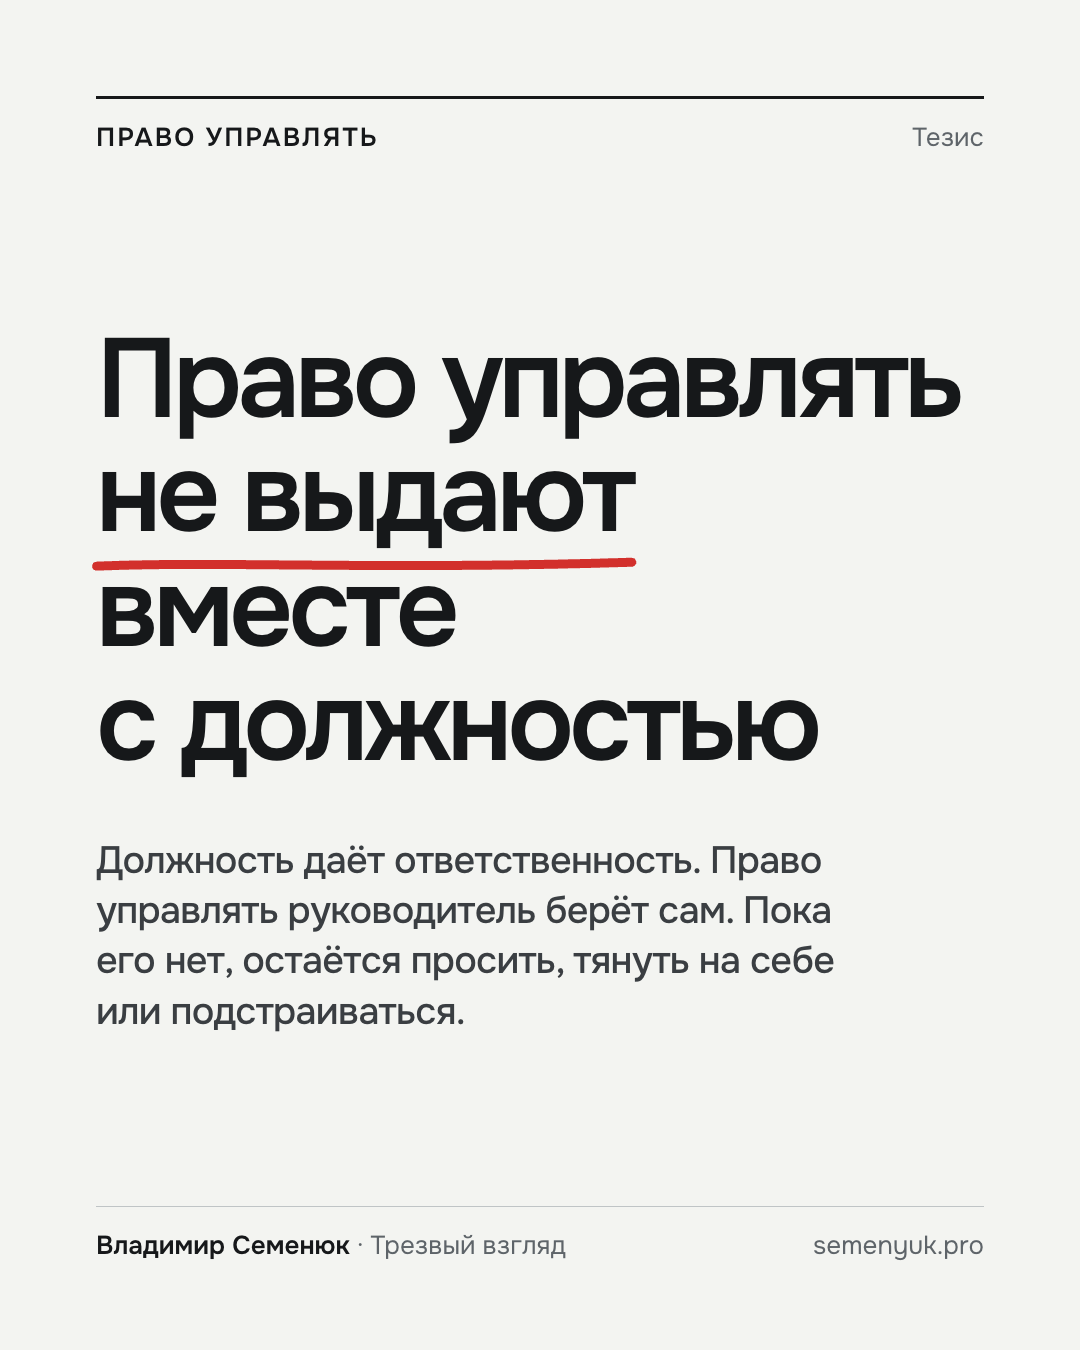 ПРАВО УПРАВЛЯТЬ
Тезис
Право управлять
не выдают
вместе
с должностью
Должность даёт ответственность. Право
управлять руководитель берёт сам. Пока
его нет, остаётся просить, тянуть на себе
или подстраиваться.
Владимир Семенюк · Трезвый взгляд
semenyuk.pro